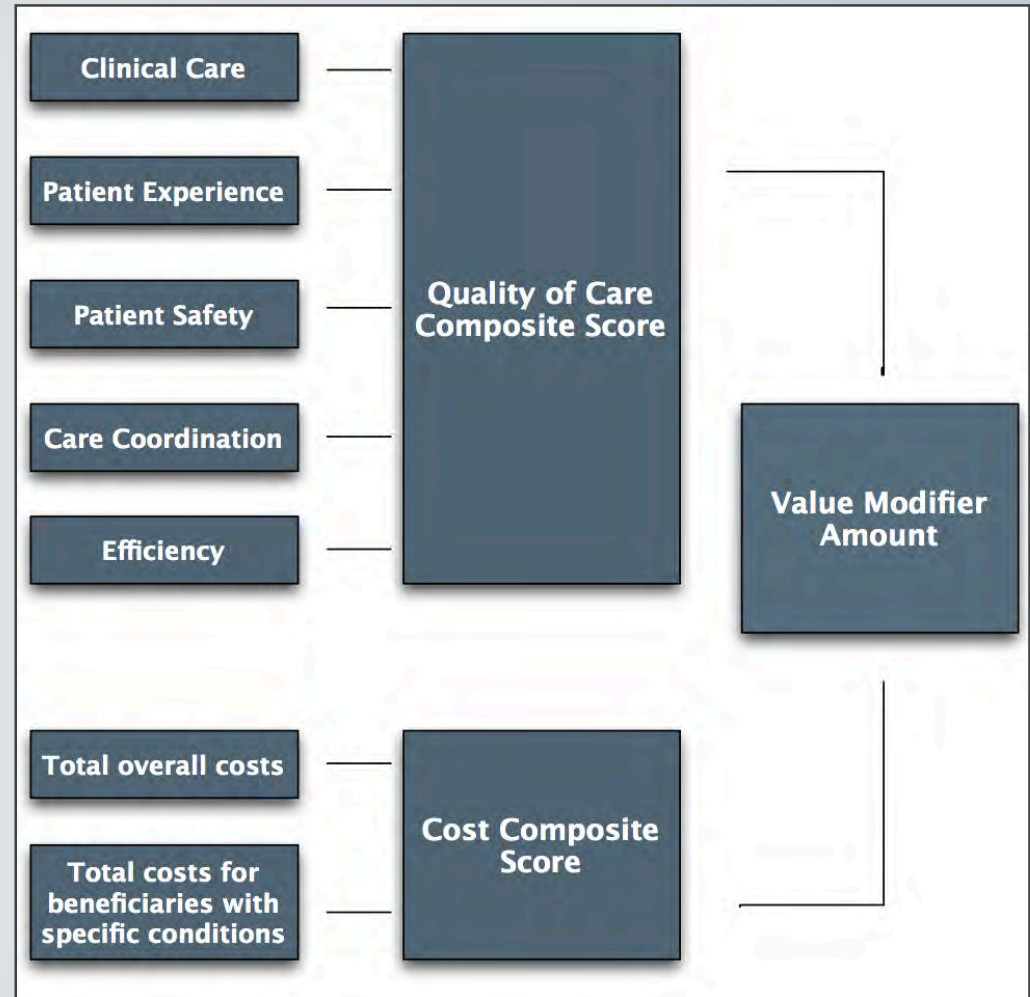 Clinical Care
Patient Experience
Patient Safety
Care Coordination
Efficiency
Quality of Care
Composite Score
Value Modifier
Amount
Total overall costs
Total costs for
beneficiaries with
specific conditions
Cost Composite
Score